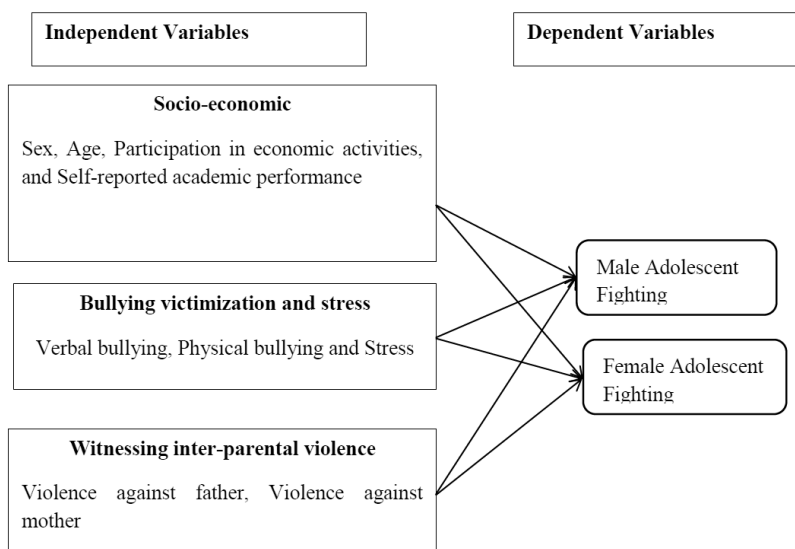 Independent Variables
Dependent Variables
Socio-economic
Sex, Age, Participation in economic activities,
and Self-reported academic performance
Male Adolescent
Fighting
Bullying victimization and stress
Verbal bullying, Physical bullying and Stress
Female Adolescent
Fighting
Witnessing inter-parental violence
Violence against father, Violence against
mother